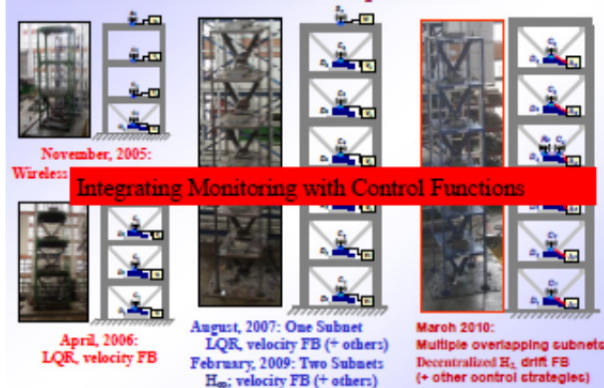 November, 2005:
Wireless
Integrating Monitoring with Control Functions
April, 2006:
LQR, velocity FB
August, 2007: One Subnet
LQR, velocity FB (+ others)
February, 2009: Two Subnets
H∞; velocity FB (+ others)
March 2010:
Multiple overlapping subnets
Decentralized H₂ drift FB
(+ other control strategies)